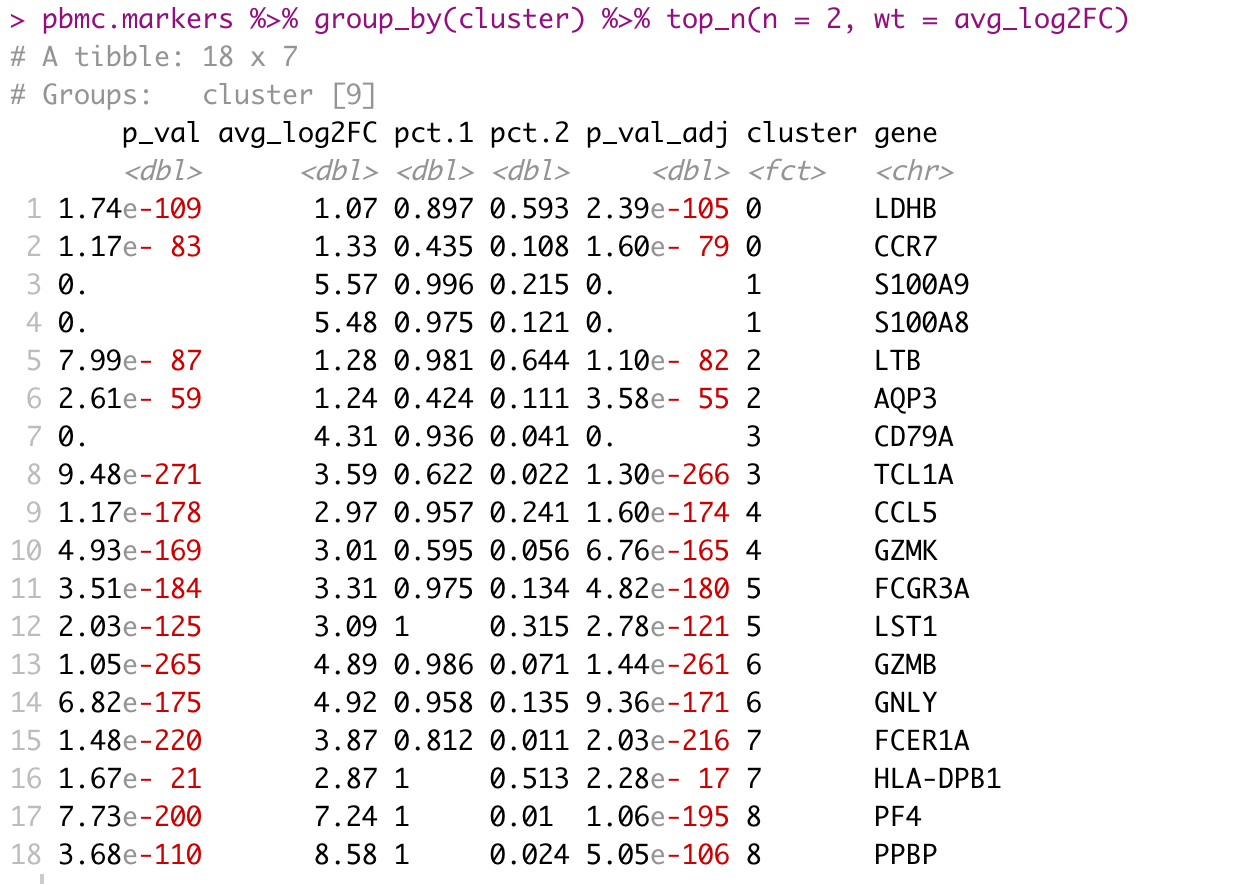 > pbmc.markers %>% group_by(cluster) %>% top_n(n = 2, wt = avg_log2FC)
# A tibble: 18 x 7
# Groups:   cluster [9]
      p_val avg_log2FC pct.1 pct.2 p_val_adj cluster gene
      <dbl>      <dbl> <dbl> <dbl>     <dbl> <fct>   <chr>
 1 1.74e-109       1.07 0.897 0.593 2.39e-105 0       LDHB
 2 1.17e- 83       1.33 0.435 0.108 1.60e- 79 0       CCR7
 3 0.              5.57 0.996 0.215 0.        1       S100A9
 4 0.              5.48 0.975 0.121 0.        1       S100A8
 5 7.99e- 87       1.28 0.981 0.644 1.10e- 82 2       LTB
 6 2.61e- 59       1.24 0.424 0.111 3.58e- 55 2       AQP3
 7 0.              4.31 0.936 0.041 0.        3       CD79A
 8 9.48e-271       3.59 0.622 0.022 1.30e-266 3       TCL1A
 9 1.17e-178       2.97 0.957 0.241 1.60e-174 4       CCL5
10 4.93e-169       3.01 0.595 0.056 6.76e-165 4       GZMK
11 3.51e-184       3.31 0.975 0.134 4.82e-180 5       FCGR3A
12 2.03e-125       3.09 1     0.315 2.78e-121 5       LST1
13 1.05e-265       4.89 0.986 0.071 1.44e-261 6       GZMB
14 6.82e-175       4.92 0.958 0.135 9.36e-171 6       GNLY
15 1.48e-220       3.87 0.812 0.011 2.03e-216 7       FCER1A
16 1.67e- 21       2.87 1     0.513 2.28e- 17 7       HLA-DPB1
17 7.73e-200       7.24 1     0.01  1.06e-195 8       PF4
18 3.68e-110       8.58 1     0.024 5.05e-106 8       PPBP